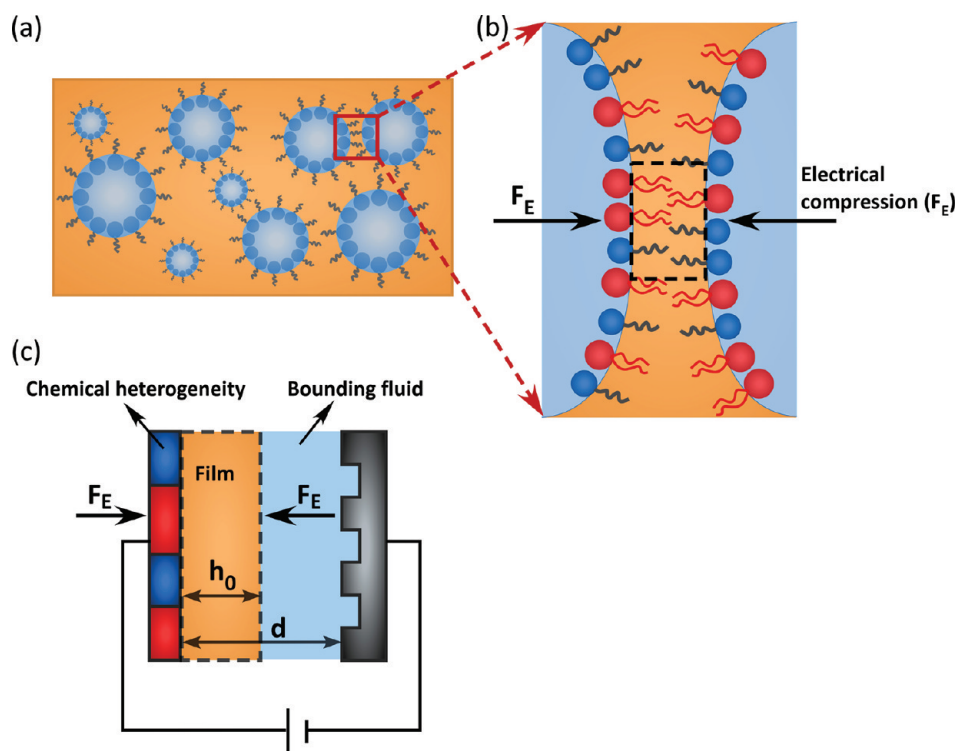 (a)
(b)
F_E
Electrical
compression (F_E)
(c)
Chemical heterogeneity
Bounding fluid
Film
F_E
F_E
h_0
d